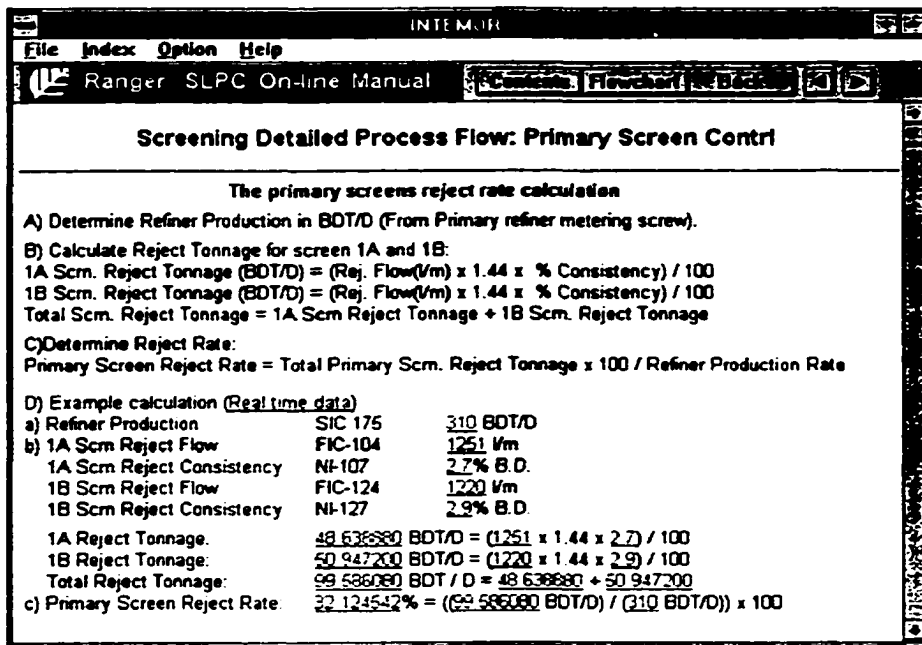 INTEMOR
File Index Option Help
Ranger SLPC On-line Manual Contents Flowchart Backup
Screening Detailed Process Flow: Primary Screen Contrl
The primary screens reject rate calculation
A) Determine Refiner Production in BDT/D (From Primary refiner metering screw).
B) Calculate Reject Tonnage for screen 1A and 1B:
1A Scrn. Reject Tonnage (BDT/D) = (Rej. Flow(l/m) x 1.44 x % Consistency) / 100
1B Scrn. Reject Tonnage (BDT/D) = (Rej. Flow(l/m) x 1.44 x % Consistency) / 100
Total Scrn. Reject Tonnage = 1A Scrn Reject Tonnage + 1B Scrn. Reject Tonnage
C)Determine Reject Rate:
Primary Screen Reject Rate = Total Primary Scrn. Reject Tonnage x 100 / Refiner Production Rate
D) Example calculation (Real time data)
a) Refiner Production SIC 175 310 BDT/D
b) 1A Scrn Reject Flow FIC-104 1251 l/m
1A Scrn Reject Consistency NI-107 2.7% B.D.
1B Scrn Reject Flow FIC-124 1220 l/m
1B Scrn Reject Consistency NI-127 2.9% B.D.
1A Reject Tonnage. 48.638880 BDT/D = (1251 x 1.44 x 2.7) / 100
1B Reject Tonnage: 50.947200 BDT/D = (1220 x 1.44 x 2.9) / 100
Total Reject Tonnage: 99.586080 BDT / D = 48.638880 + 50.947200
c) Primary Screen Reject Rate: 32.124542% = ((99.586080 BDT/D) / (310 BDT/D)) x 100